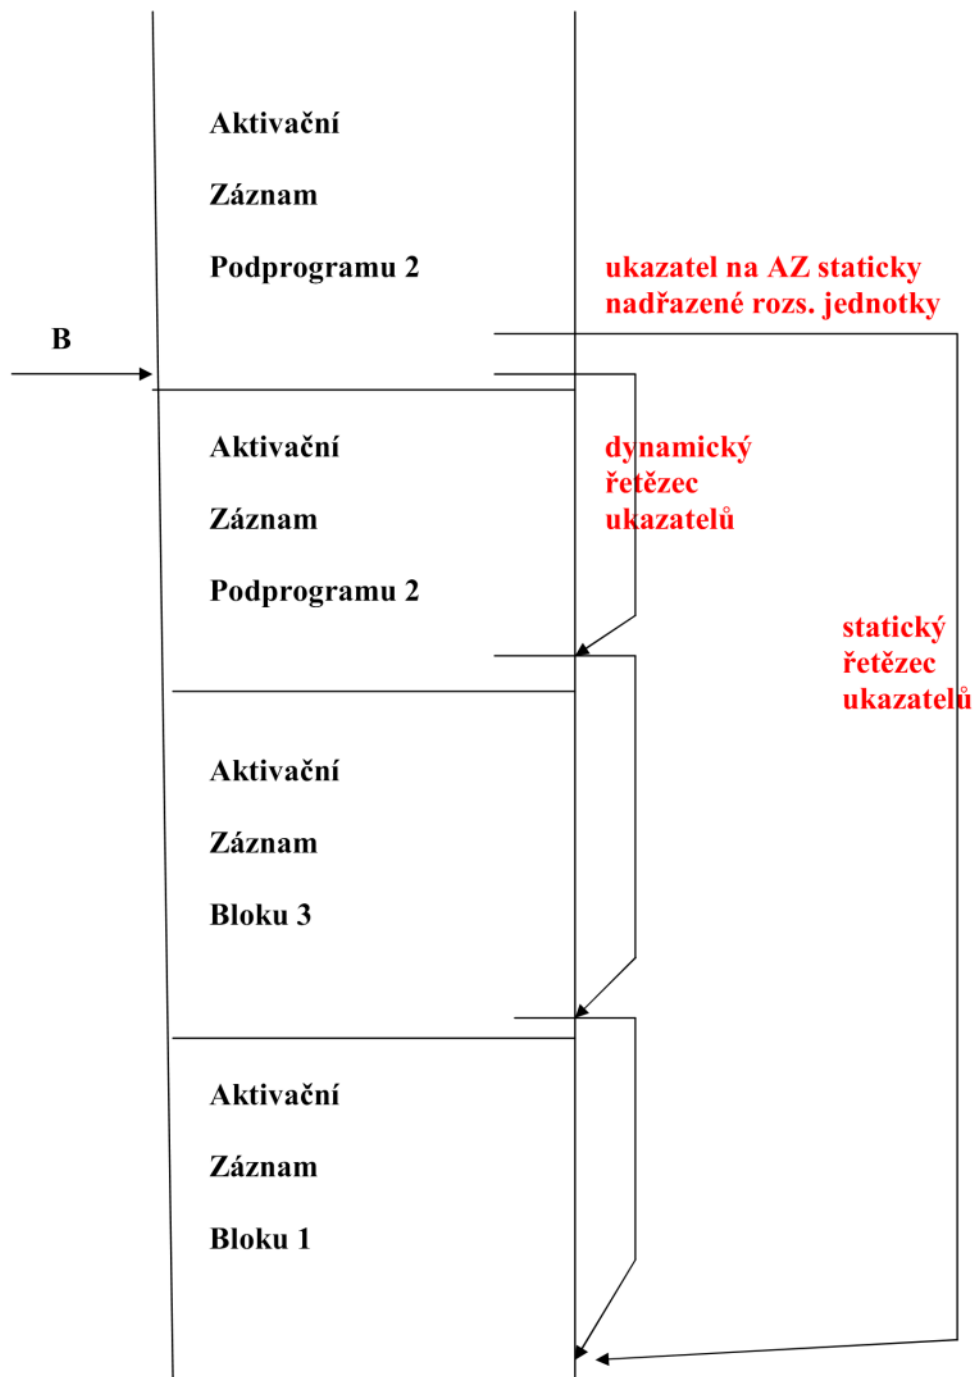 Aktivační
Záznam
Podprogramu 2
ukazatel na AZ staticky
nadřazené rozs. jednotky
B
Aktivační
Záznam
Podprogramu 2
dynamický
řetězec
ukazatelů
statický
řetězec
ukazatelů
Aktivační
Záznam
Bloku 3
Aktivační
Záznam
Bloku 1